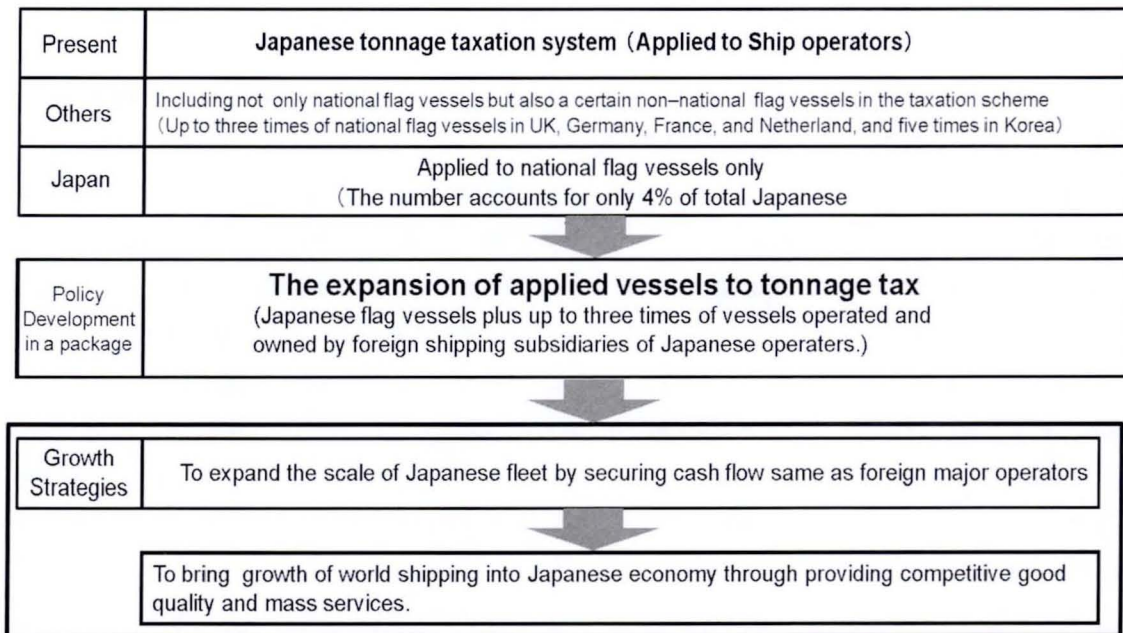 Present
Japanese tonnage taxation system (Applied to Ship operators)
Others
Including not only national flag vessels but also a certain non–national flag vessels in the taxation scheme
(Up to three times of national flag vessels in UK, Germany, France, and Netherland, and five times in Korea)
Japan
Applied to national flag vessels only
(The number accounts for only 4% of total Japanese
Policy
Development
in a package
The expansion of applied vessels to tonnage tax
(Japanese flag vessels plus up to three times of vessels operated and
owned by foreign shipping subsidiaries of Japanese operaters.)
Growth
Strategies
To expand the scale of Japanese fleet by securing cash flow same as foreign major operators
To bring growth of world shipping into Japanese economy through providing competitive good
quality and mass services.